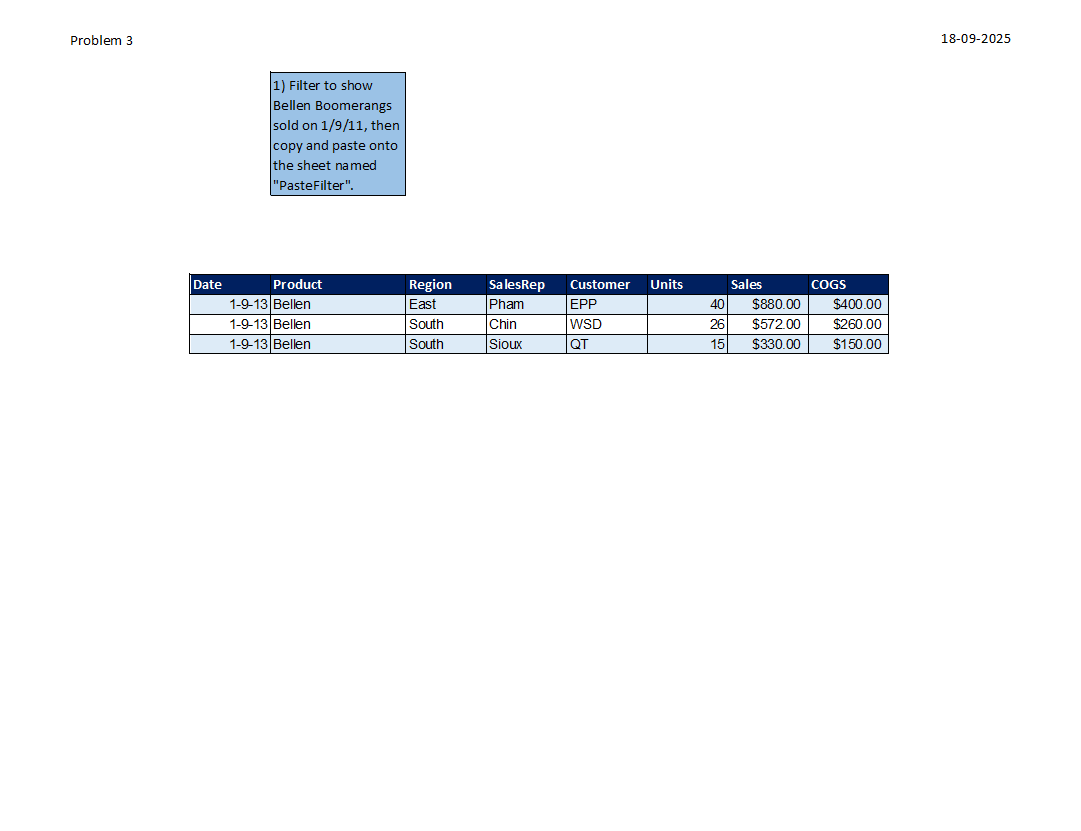 Problem 3 18-09-2025
1) Filter to show
Bellen Boomerangs
sold on 1/9/11, then
copy and paste onto
the sheet named
"PasteFilter".
Date Product Region SalesRep Customer Units Sales COGS
1-9-13 Bellen East Pham EPP 40 $880.00 $400.00
1-9-13 Bellen South Chin WSD 26 $572.00 $260.00
1-9-13 Bellen South Sioux QT 15 $330.00 $150.00